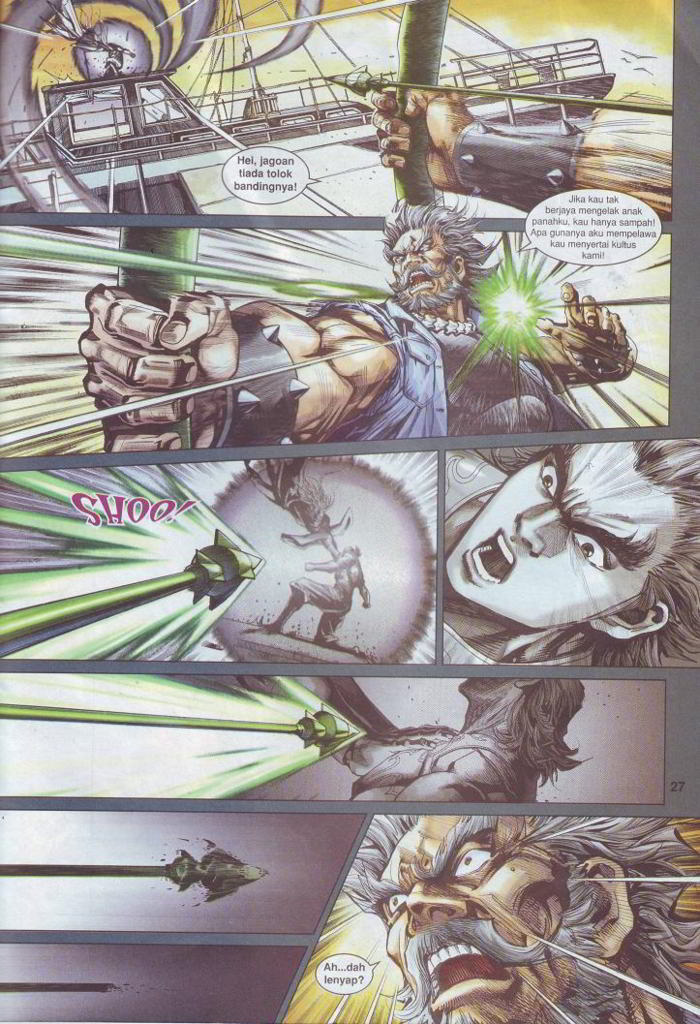 Hei, jagoan
tiada tolok
bandingnya!
Jika kau tak
berjaya mengelak anak
panahku, kau hanya sampah!
Apa gunanya aku mempelawa
kau menyertai kultus
kami!
SHOO!
27
Ah...dah
lenyap?